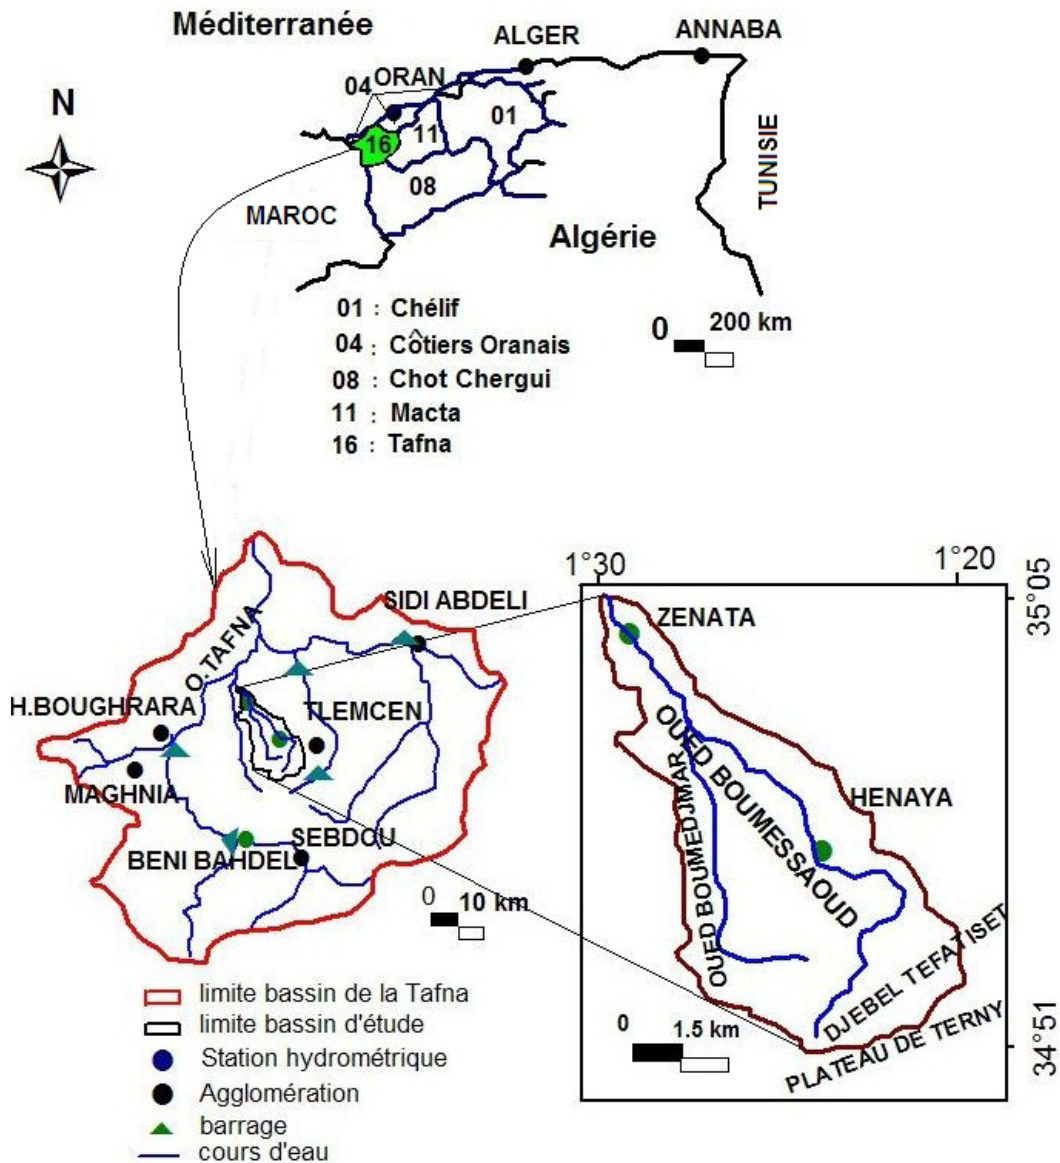 Méditerranée
ALGER
ANNABA
04 ORAN
N
01
11
16
08
TUNISIE
MAROC
Algérie
01 : Chélif
04 : Côtiers Oranais
08 : Chot Chergui
11 : Macta
16 : Tafna
0 200 km
1°30
1°20
35°05
SIDI ABDELI
ZENATA
O.TAFNA
H.BOUGHRARA
TLEMCEN
OUED BOUMESSAOUD
OUED BOUMEDJMAR
HENAYA
MAGHNIA
SEBDOU
BENI BAHDEL
0 10 km
DJEBEL TEFATISET
PLATEAU DE TERNY
0 1.5 km
34°51
limite bassin de la Tafna
limite bassin d'étude
Station hydrométrique
Agglomération
barrage
cours d'eau